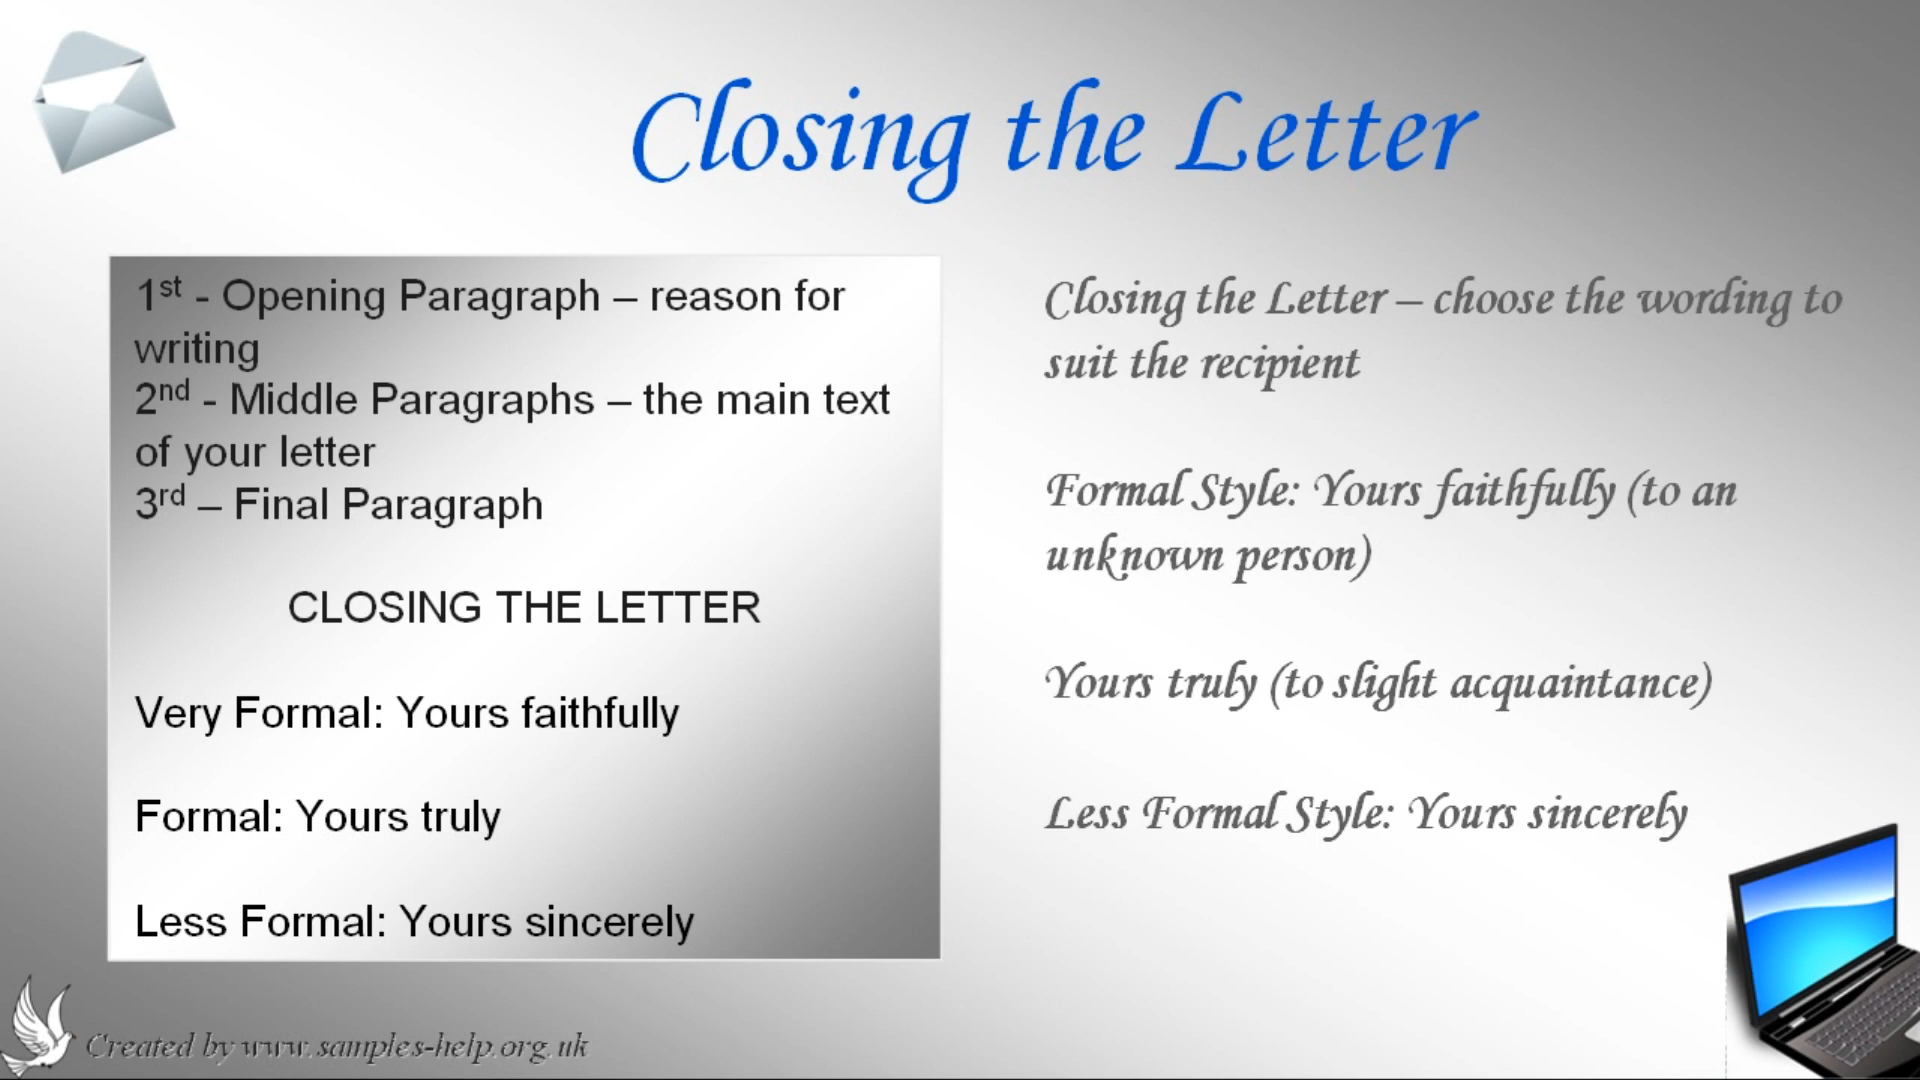 Closing the Letter
1st - Opening Paragraph – reason for
writing
2nd - Middle Paragraphs – the main text
of your letter
3rd – Final Paragraph
CLOSING THE LETTER
Very Formal: Yours faithfully
Formal: Yours truly
Less Formal: Yours sincerely
Closing the Letter – choose the wording to
suit the recipient
Formal Style: Yours faithfully (to an
unknown person)
Yours truly (to slight acquaintance)
Less Formal Style: Yours sincerely
Created by www.samples-help.org.uk